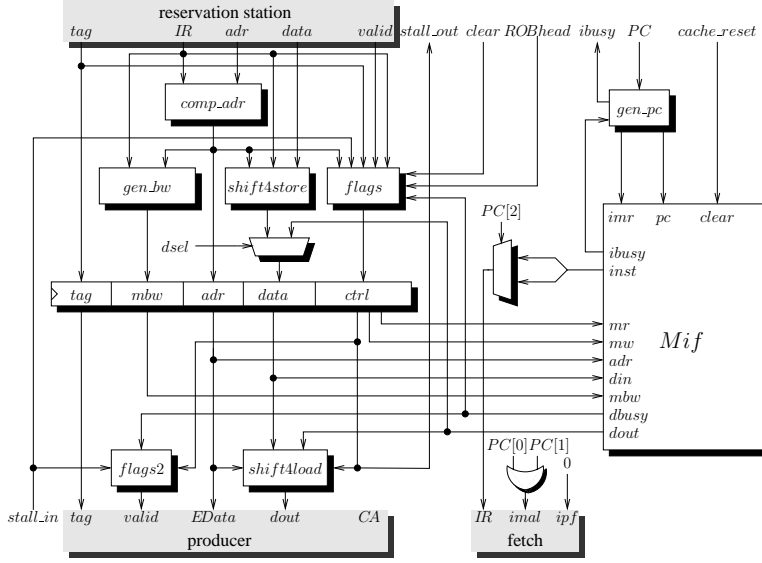 reservation station
tag IR adr data valid stall_out clear ROBhead ibusy PC cache_reset
comp_adr
gen_pc
gen_bw shift4store flags
imr pc clear
PC[2]
dsel
ibusy
inst
tag mbw adr data ctrl
mr
mw
Mif
adr
din
mbw
dbusy
dout
PC[0] PC[1]
flags2 shift4load
0
stall_in tag valid EData dout CA IR imal ipf
producer fetch